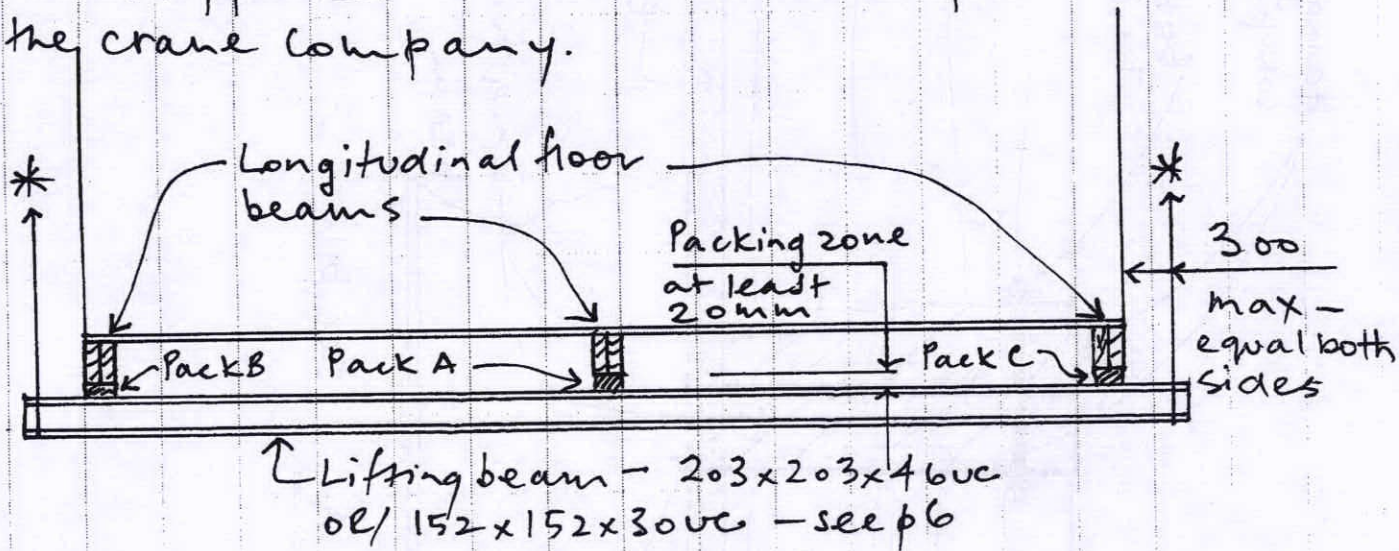 the crane company.
*
Longitudinal floor
beams
*
Packing zone
at least
20mm
300
max -
equal both
sides
Pack B
Pack A
Pack C
Lifting beam - 203x203x46uc
or/ 152x152x30uc - see p6